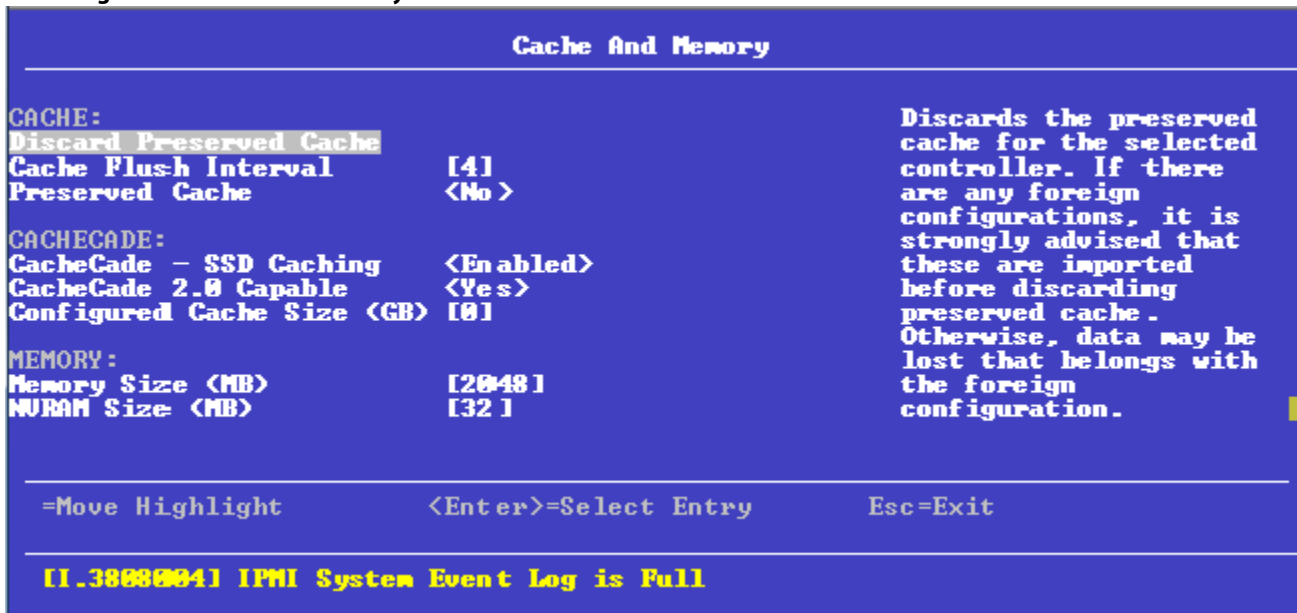 Cache And Memory
CACHE:
Discard Preserved Cache
Cache Flush Interval [4]
Preserved Cache <No >
CACHECADE:
CacheCade – SSD Caching <Enabled>
CacheCade 2.0 Capable <Yes>
Configured Cache Size (GB) [0]
MEMORY:
Memory Size (MB) [2048]
NVRAM Size (MB) [32 ]
Discards the preserved
cache for the selected
controller. If there
are any foreign
configurations, it is
strongly advised that
these are imported
before discarding
preserved cache.
Otherwise, data may be
lost that belongs with
the foreign
configuration.
=Move Highlight <Enter>=Select Entry Esc=Exit
[I.3808004] IPMI System Event Log is Full